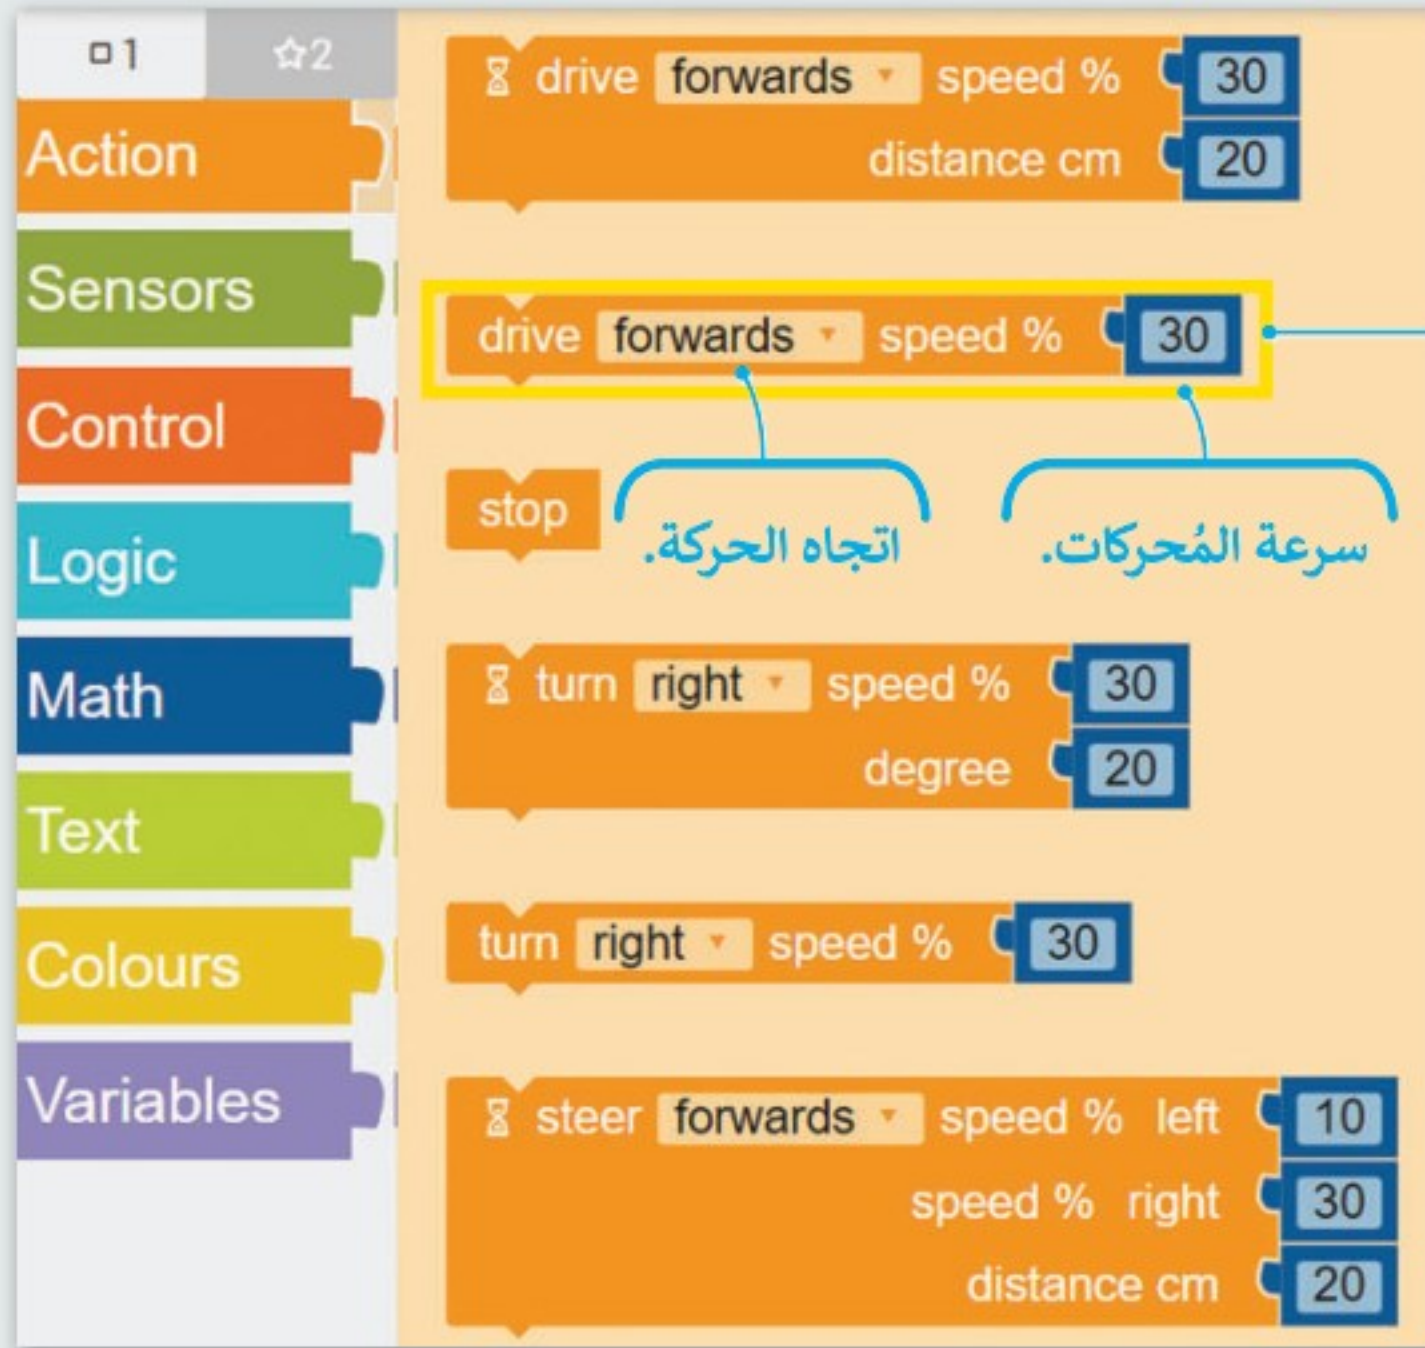 1
2
Action
Sensors
Control
Logic
Math
Text
Colours
Variables
drive forwards speed % 30
distance cm 20
drive forwards speed % 30
stop
اتجاه الحركة.
سرعة المُحركات.
turn right speed % 30
degree 20
turn right speed % 30
steer forwards speed % left 10
speed % right 30
distance cm 20